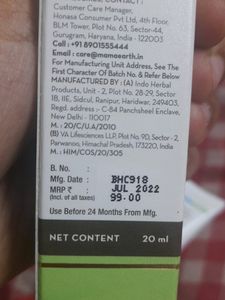 Customer Care Manager,
Honasa Consumer Pvt Ltd, 4th Floor,
BLM Tower, Plot No. 63, Sector-44,
Gurugram, Haryana, India - 122003
Call : +91 8901555444
Email : care@mamaearth.in
For Manufacturing Unit Address, See The
First Character Of Batch No. & Refer Below
MANUFACTURED BY : (A) Indo Herbal
Products, Unit - 2, Plot No. 28-29, Sector
1B, IIE, Sidcul, Ranipur, Haridwar, 249403,
Regd. address :- C-84 Panchsheel Enclave,
New Delhi - 110017
M. : 20/C/UA/2010
(B) VA Lifesciences LLP, Plot No. 9D, Sector - 2,
Parwanoo, Himachal Pradesh, 173220, India
M. : HIM/COS/20/305
B. No. :
Mfg. Date : BHC918
MRP ₹ : JUL 2022
(Incl. of all taxes) 99.00
Use Before 24 Months From Mfg.
NET CONTENT 20 ml